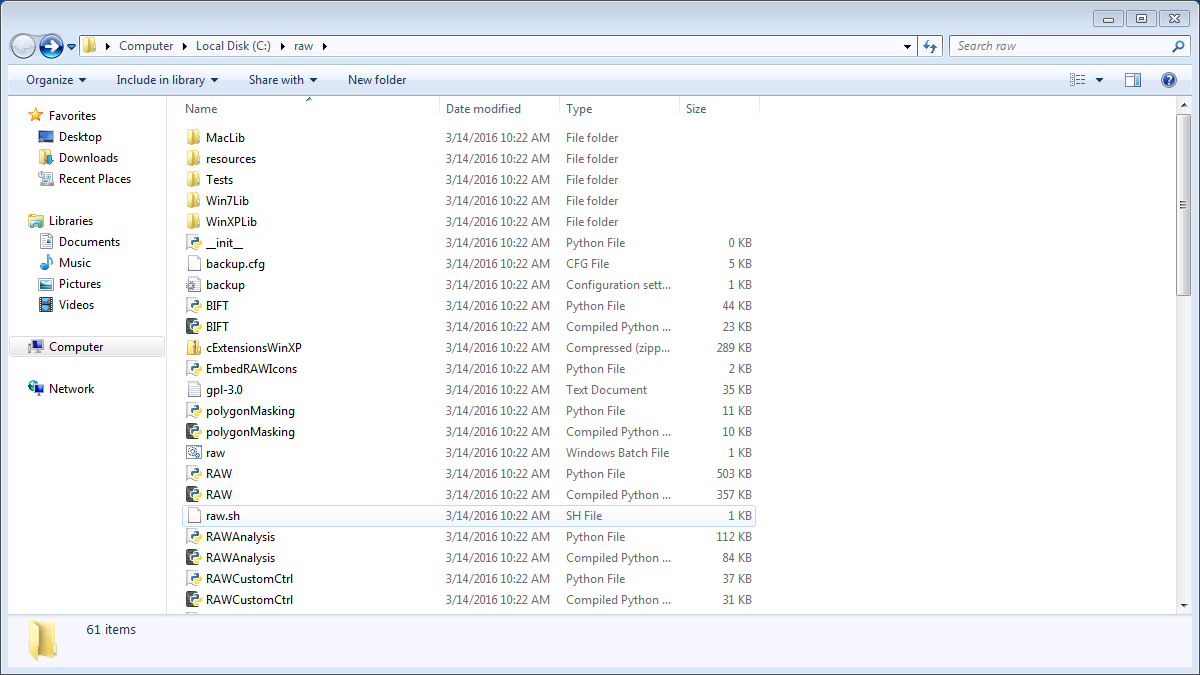 Computer Local Disk (C:) raw Search raw
Organize Include in library Share with New folder
Name Date modified Type Size
Favorites
Desktop
Downloads
Recent Places
Libraries
Documents
Music
Pictures
Videos
Computer
Network
MacLib 3/14/2016 10:22 AM File folder
resources 3/14/2016 10:22 AM File folder
Tests 3/14/2016 10:22 AM File folder
Win7Lib 3/14/2016 10:22 AM File folder
WinXPLib 3/14/2016 10:22 AM File folder
__init__ 3/14/2016 10:22 AM Python File 0 KB
backup.cfg 3/14/2016 10:22 AM CFG File 5 KB
backup 3/14/2016 10:22 AM Configuration sett... 1 KB
BIFT 3/14/2016 10:22 AM Python File 44 KB
BIFT 3/14/2016 10:22 AM Compiled Python ... 23 KB
cExtensionsWinXP 3/14/2016 10:22 AM Compressed (zipp... 289 KB
EmbedRAWIcons 3/14/2016 10:22 AM Python File 2 KB
gpl-3.0 3/14/2016 10:22 AM Text Document 35 KB
polygonMasking 3/14/2016 10:22 AM Python File 11 KB
polygonMasking 3/14/2016 10:22 AM Compiled Python ... 10 KB
raw 3/14/2016 10:22 AM Windows Batch File 1 KB
RAW 3/14/2016 10:22 AM Python File 503 KB
RAW 3/14/2016 10:22 AM Compiled Python ... 357 KB
raw.sh 3/14/2016 10:22 AM SH File 1 KB
RAWAnalysis 3/14/2016 10:22 AM Python File 112 KB
RAWAnalysis 3/14/2016 10:22 AM Compiled Python ... 84 KB
RAWCustomCtrl 3/14/2016 10:22 AM Python File 37 KB
RAWCustomCtrl 3/14/2016 10:22 AM Compiled Python ... 31 KB
61 items